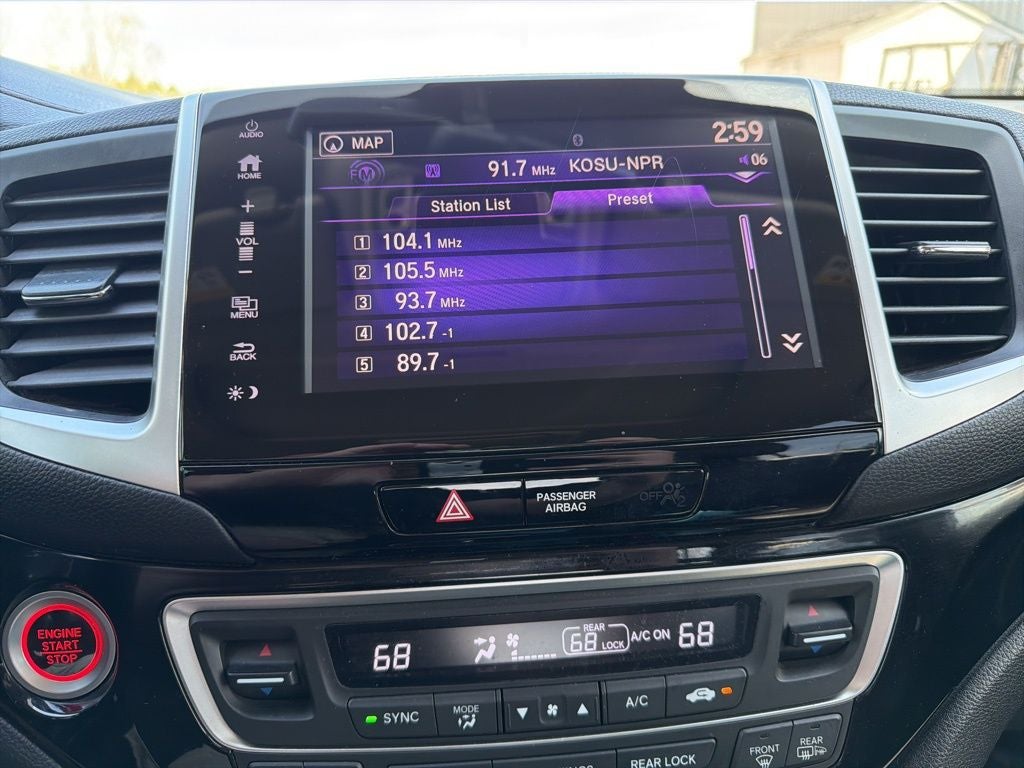 AUDIO
HOME
+
VOL
−
MENU
BACK
MAP
2:59
FM
91.7 MHz KOSU-NPR
06
Station List
Preset
1 104.1 MHz
2 105.5 MHz
3 93.7 MHz
4 102.7 -1
5 89.7 -1
PASSENGER
AIRBAG
OFF
ENGINE
START
STOP
68
REAR
68 LOCK
A/C ON
68
SYNC
MODE
A/C
FRONT
REAR
REAR LOCK